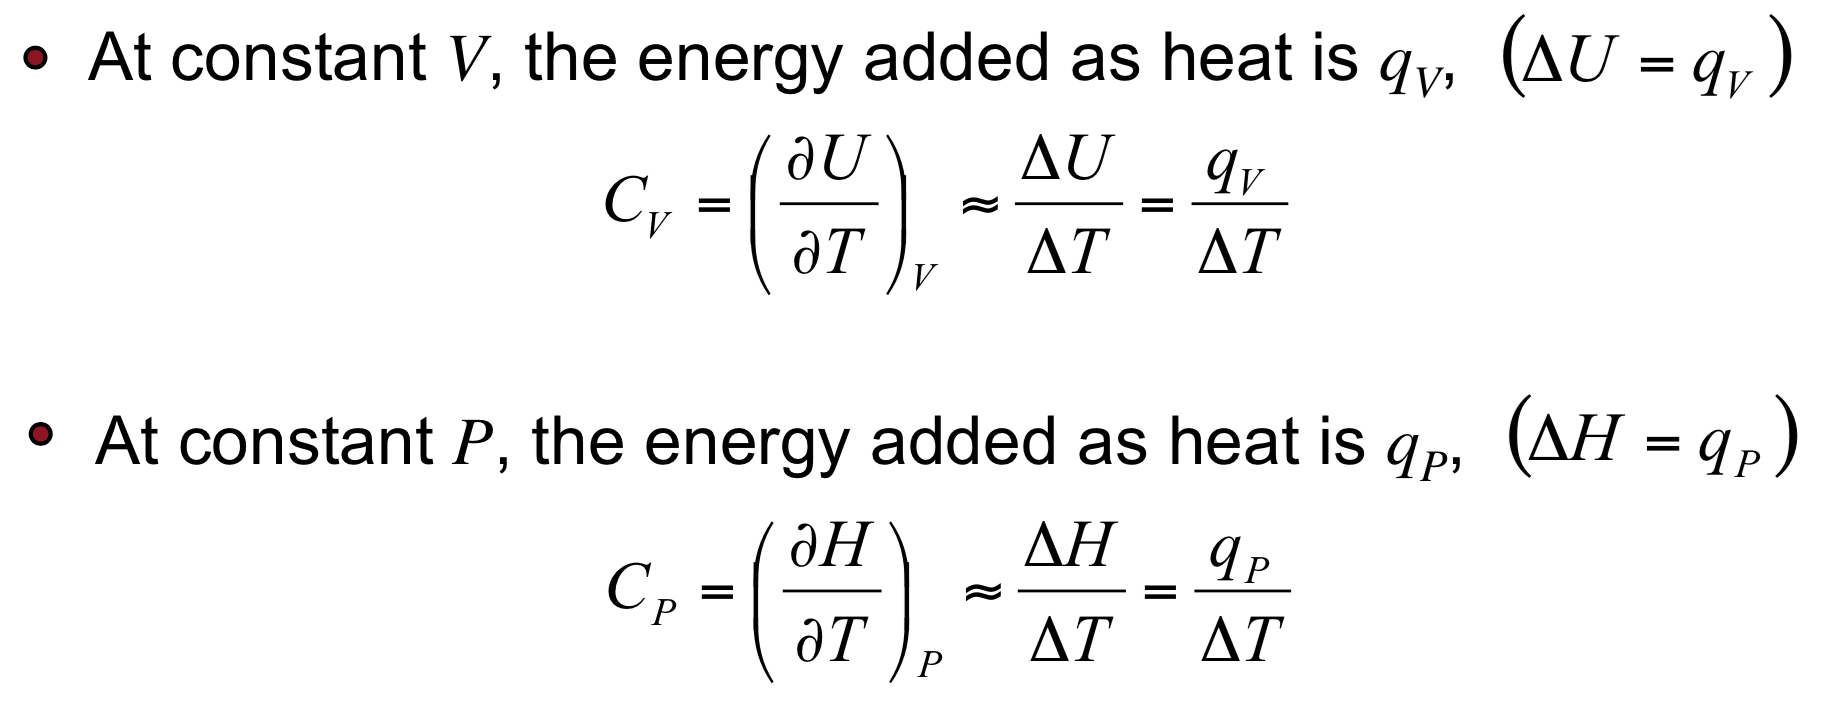 • At constant V, the energy added as heat is q_V, (ΔU = q_V)
C_V = (∂U/∂T)_V ≈ ΔU/ΔT = q_V/ΔT
• At constant P, the energy added as heat is q_P, (ΔH = q_P)
C_P = (∂H/∂T)_P ≈ ΔH/ΔT = q_P/ΔT